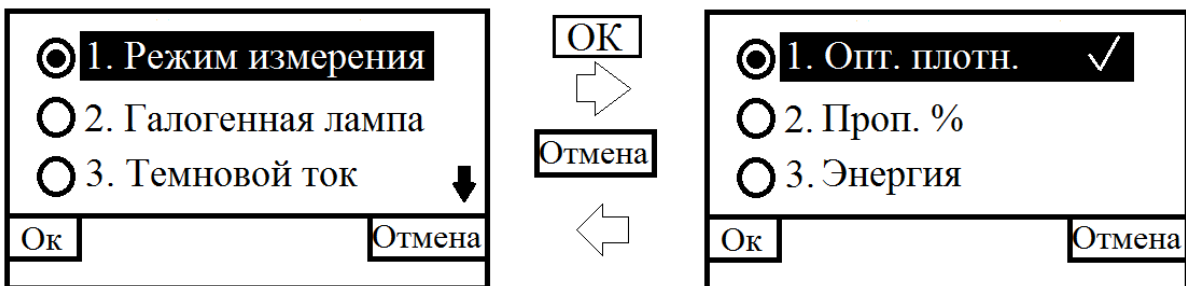 1. Режим измерения
2. Галогенная лампа
3. Темновой ток
Ок
Отмена
ОК
Отмена
1. Опт. плотн.
2. Проп. %
3. Энергия
Ок
Отмена